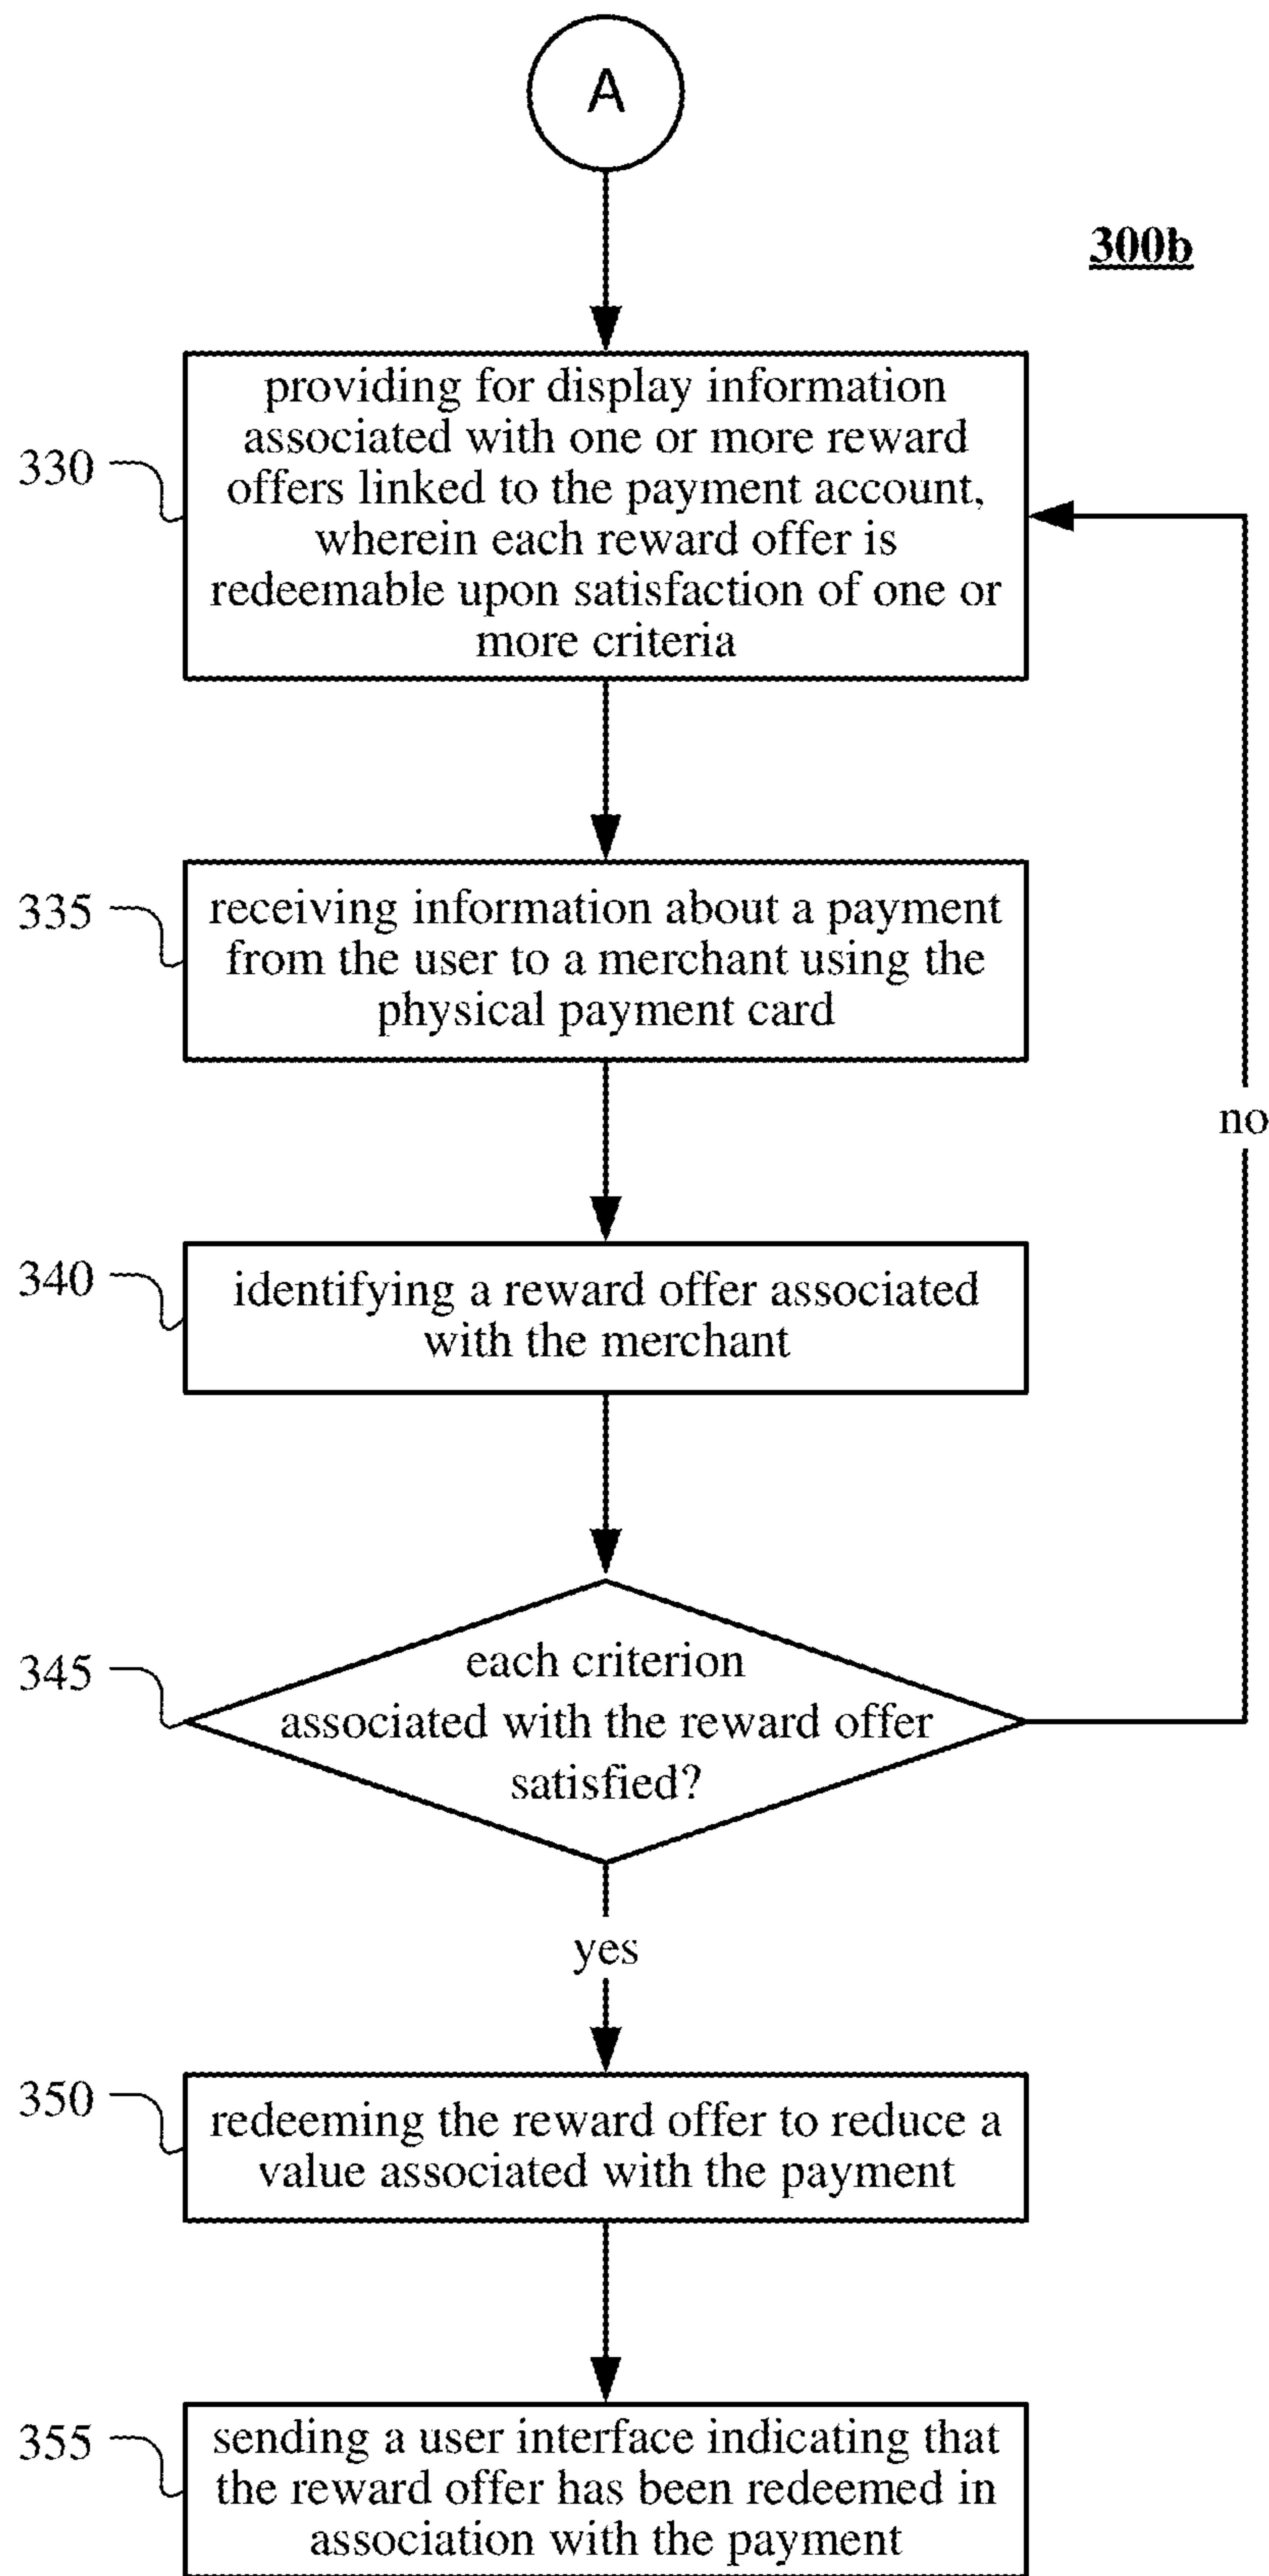 A
300b
330
providing for display information
associated with one or more reward
offers linked to the payment account,
wherein each reward offer is
redeemable upon satisfaction of one or
more criteria
335
receiving information about a payment
from the user to a merchant using the
physical payment card
no
340
identifying a reward offer associated
with the merchant
345
each criterion
associated with the reward offer
satisfied?
yes
350
redeeming the reward offer to reduce a
value associated with the payment
355
sending a user interface indicating that
the reward offer has been redeemed in
association with the payment